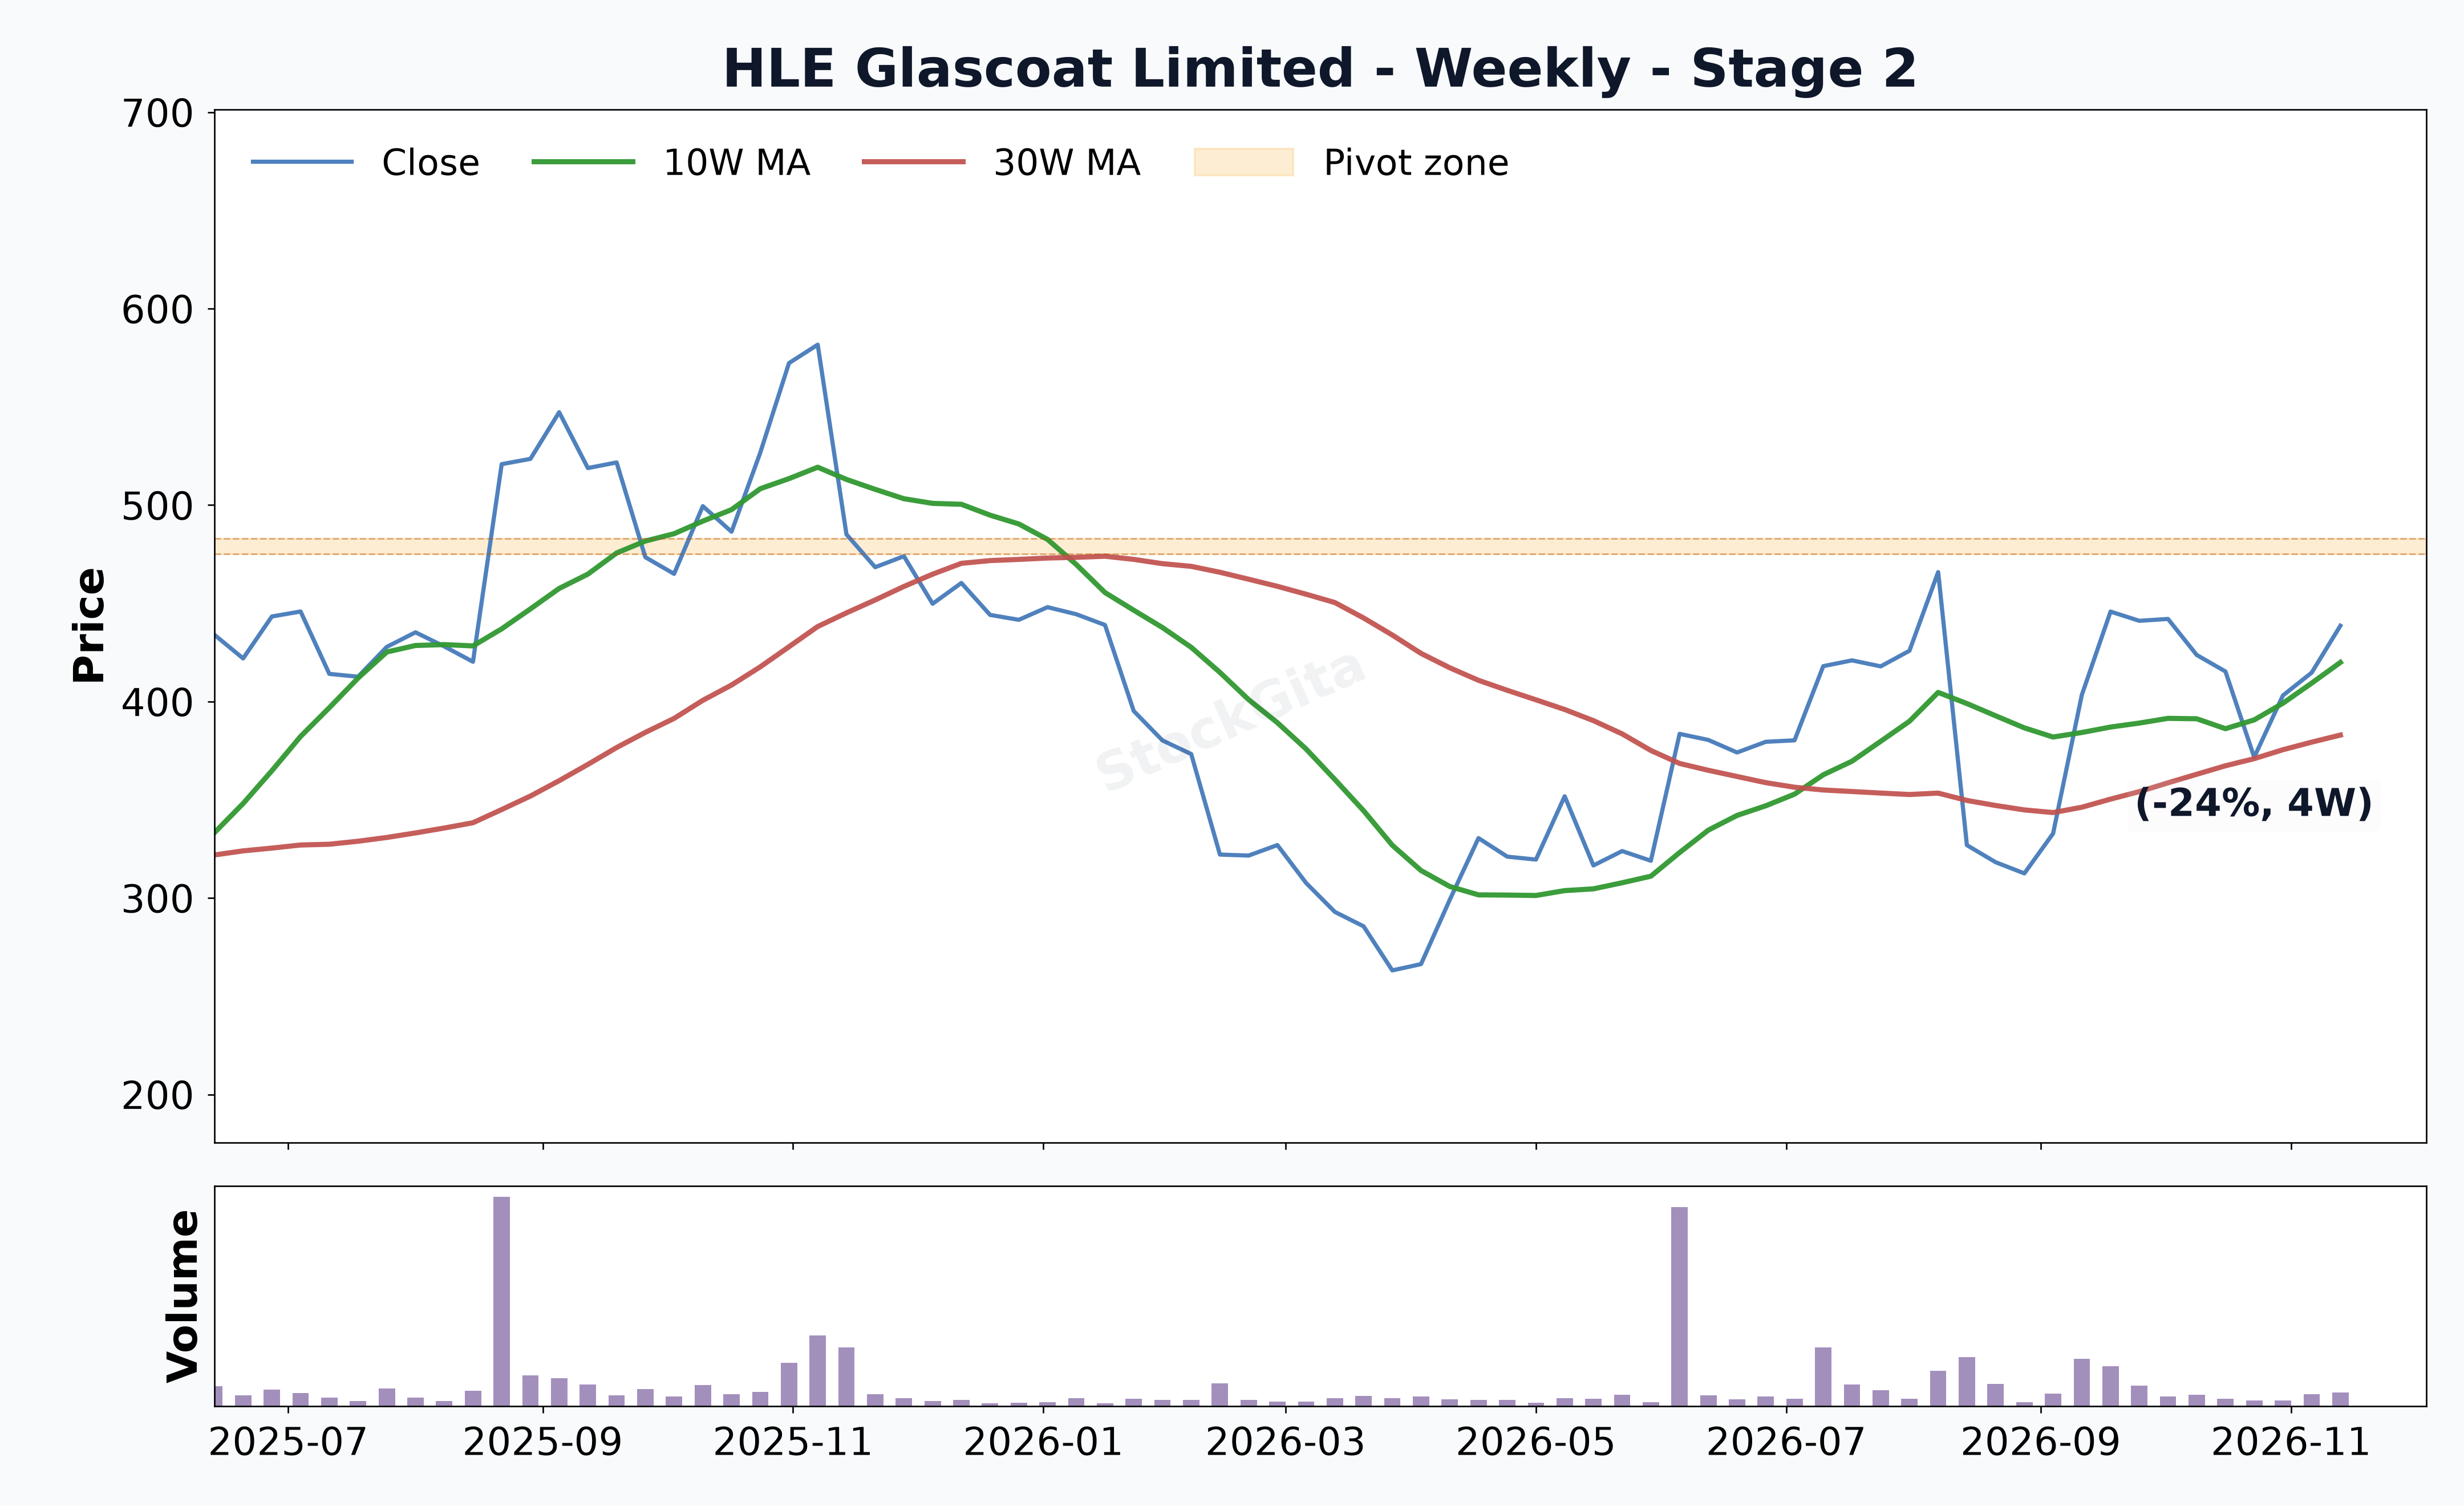 HLE Glascoat Limited - Weekly - Stage 2
Close 10W MA 30W MA Pivot zone
700
600
500
400
300
200
Price
StockGita
(-24%, 4W)
Volume
2025-07 2025-09 2025-11 2026-01 2026-03 2026-05 2026-07 2026-09 2026-11